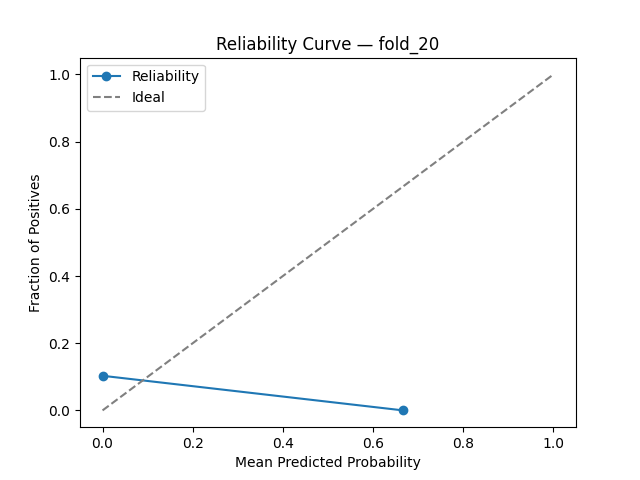 Reliability Curve — fold_20
Reliability
Ideal
Fraction of Positives
1.0
0.8
0.6
0.4
0.2
0.0
0.0 0.2 0.4 0.6 0.8 1.0
Mean Predicted Probability